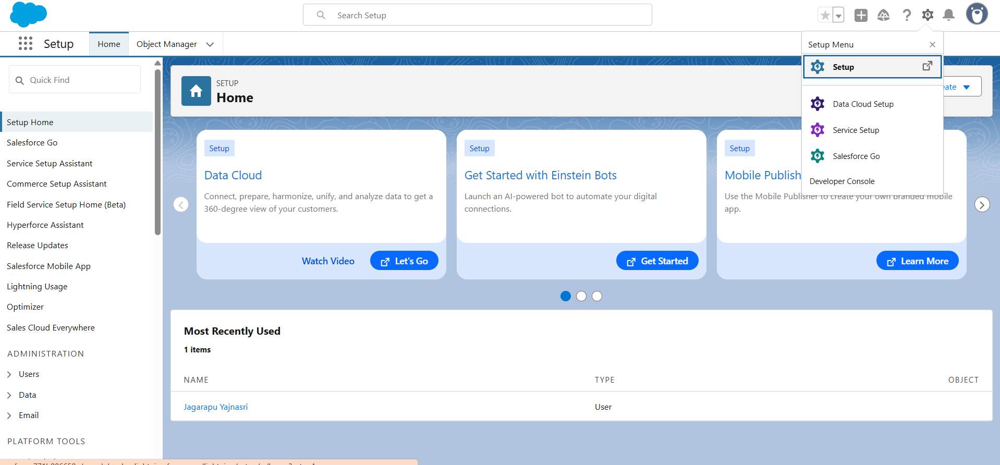 Search Setup
Setup
Home
Object Manager
Setup Menu
Setup
Data Cloud Setup
Service Setup
Salesforce Go
Developer Console
Quick Find
Setup Home
Salesforce Go
Service Setup Assistant
Commerce Setup Assistant
Field Service Setup Home (Beta)
Hyperforce Assistant
Release Updates
Salesforce Mobile App
Lightning Usage
Optimizer
Sales Cloud Everywhere
ADMINISTRATION
Users
Data
Email
PLATFORM TOOLS
SETUP
Home
Setup
Data Cloud
Connect, prepare, harmonize, unify, and analyze data to get a
360-degree view of your customers.
Watch Video
Let's Go
Setup
Get Started with Einstein Bots
Launch an AI-powered bot to automate your digital
connections.
Get Started
Setup
Mobile Publish
Use the Mobile Publisher to create your own branded mobile
app.
Learn More
Most Recently Used
1 items
NAME TYPE OBJECT
Jagarapu Yajnasri User